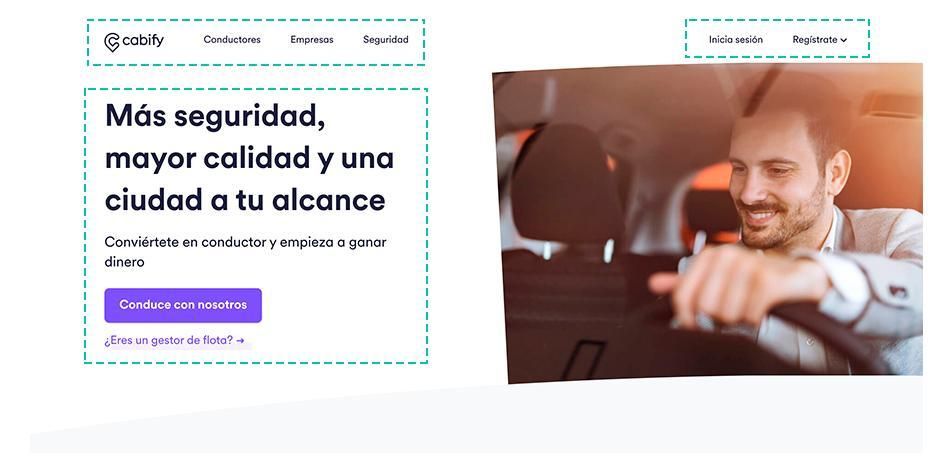 cabify
Conductores
Empresas
Seguridad
Inicia sesión
Regístrate
Más seguridad,
mayor calidad y una
ciudad a tu alcance
Conviértete en conductor y empieza a ganar
dinero
Conduce con nosotros
¿Eres un gestor de flota? →